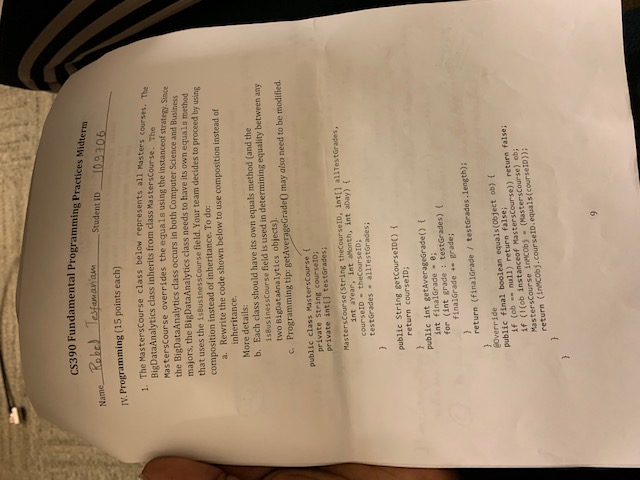 CS390 Fundamental Programming Practices Midterm
Name Robel Tesfamariam Student ID 109706
IV. Programming (15 points each)
1. The MastersCourse class below represents all Masters courses. The
BigDataAnalytics class inherits from class MastersCourse. The
MastersCourse overrides the equals using the instanceof strategy. Since
the BigDataAnalytics class occurs in both Computer Science and Business
majors, the BigDataAnalytics class needs to have its own equals method
that uses the isBusinessCourse field. Your team decides to proceed by using
composition instead of inheritance. To do:
a. Rewrite the code shown below to use composition instead of
inheritance.
More details:
b. Each class should have its own equals method (and the
isBusinessCourse field is used in determining equality between any
two BigDataAnalytics objects).
c. Programming tip: getAverageGrade() may also need to be modified.
public class MastersCourse {
private String courseID;
private int[] testGrades;
MastersCourse(String theCourseID, int[] allTestGrades,
int aYear, int aMonth, int aDay) {
courseID = theCourseID;
testGrades = allTestGrades;
}
public String getCourseID() {
return courseID;
}
public int getAverageGrade() {
int finalGrade = 0;
for (int grade : testGrades) {
finalGrade += grade;
}
return (finalGrade / testGrades.length);
}
@Override
public final boolean equals(Object ob) {
if (ob == null) return false;
if (!(ob instanceof MastersCourse)) return false;
MastersCourse inMCObj = (MastersCourse) ob;
return (inMCObj.courseID.equals(courseID));
}
}
9